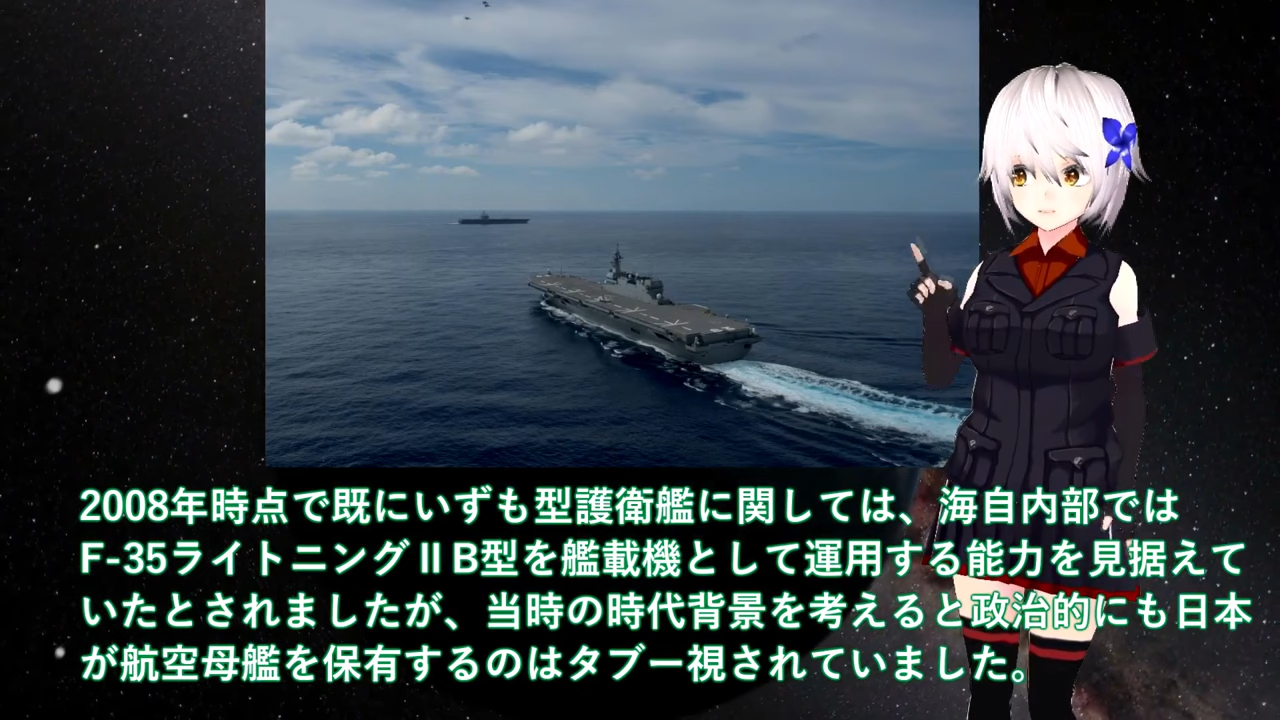 2008年時点で既にいずも型護衛艦に関しては、海自内部では
F-35ライトニングⅡB型を艦載機として運用する能力を見据えて
いたとされましたが、当時の時代背景を考えると政治的にも日本
が航空母艦を保有するのはタブー視されていました。